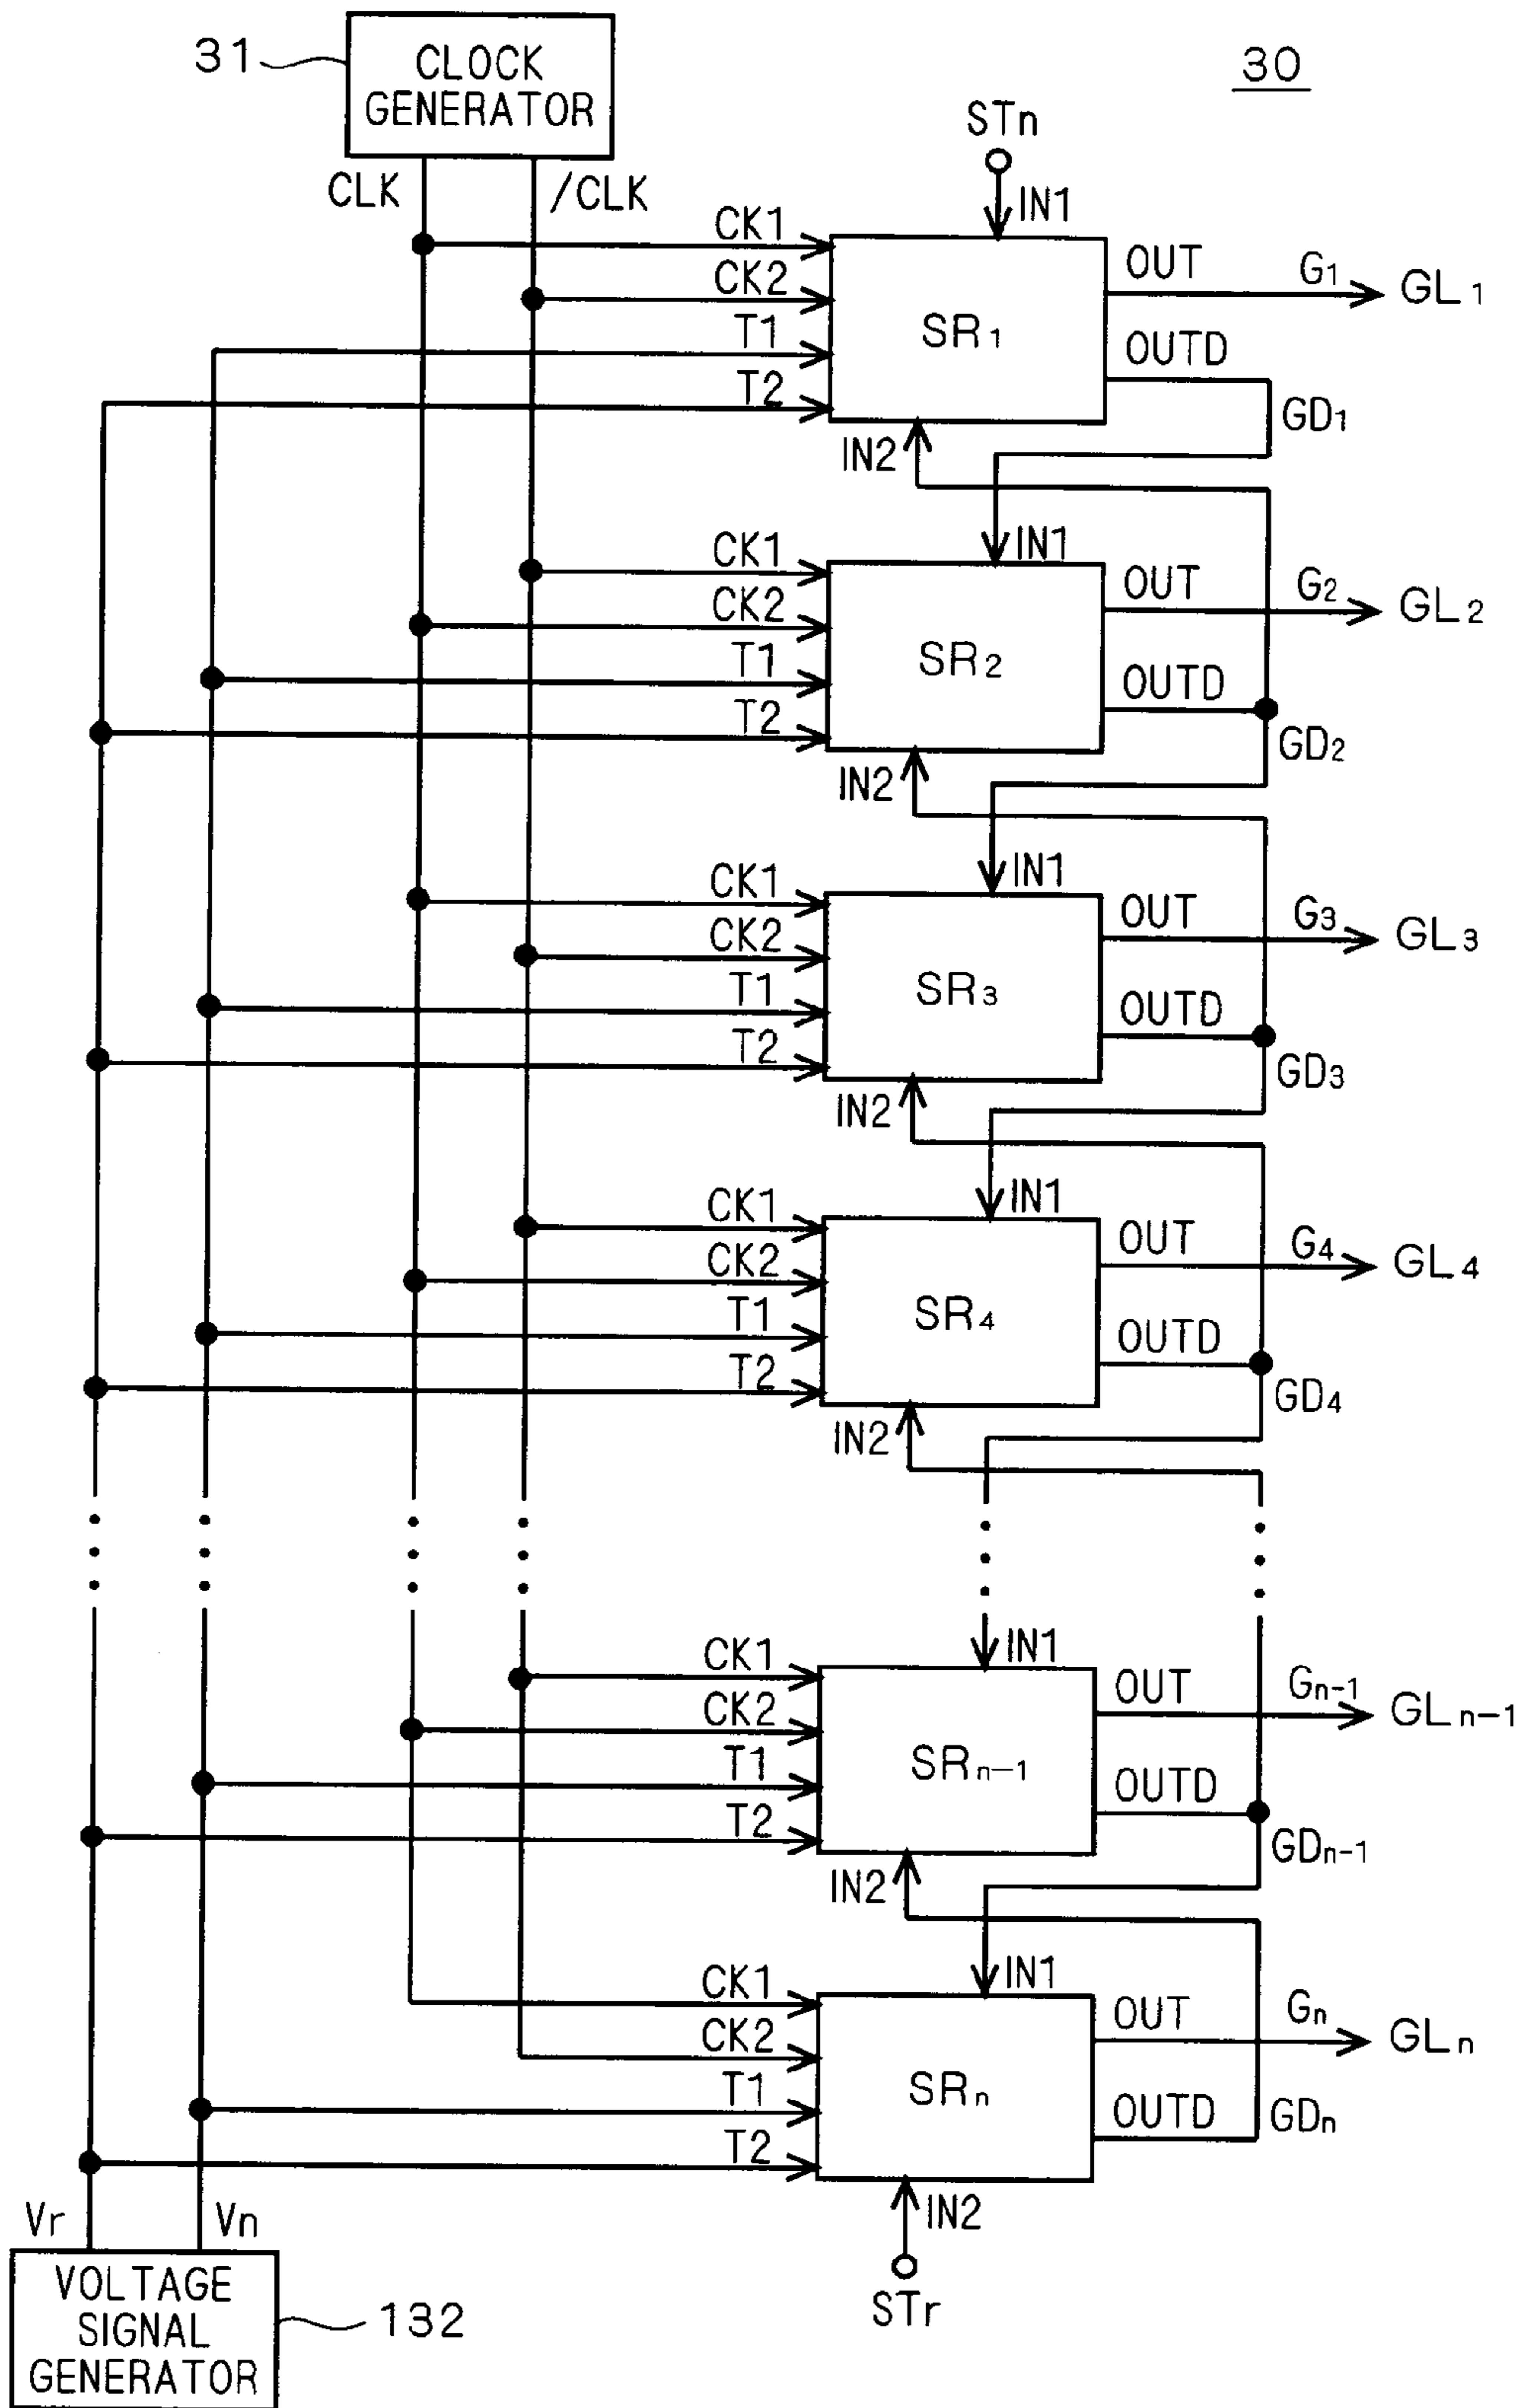 31
CLOCK
GENERATOR
30
CLK
/CLK
STn
IN1
CK1
CK2
T1
T2
SR1
OUT
G1
GL1
OUTD
GD1
IN2
IN1
CK1
CK2
T1
T2
SR2
OUT
G2
GL2
OUTD
GD2
IN2
IN1
CK1
CK2
T1
T2
SR3
OUT
G3
GL3
OUTD
GD3
IN2
IN1
CK1
CK2
T1
T2
SR4
OUT
G4
GL4
OUTD
GD4
IN2
IN1
CK1
CK2
T1
T2
SRn-1
OUT
Gn-1
GLn-1
OUTD
GDn-1
IN2
IN1
CK1
CK2
T1
T2
SRn
OUT
Gn
GLn
OUTD
GDn
IN2
STr
Vr
Vn
VOLTAGE
SIGNAL
GENERATOR
132